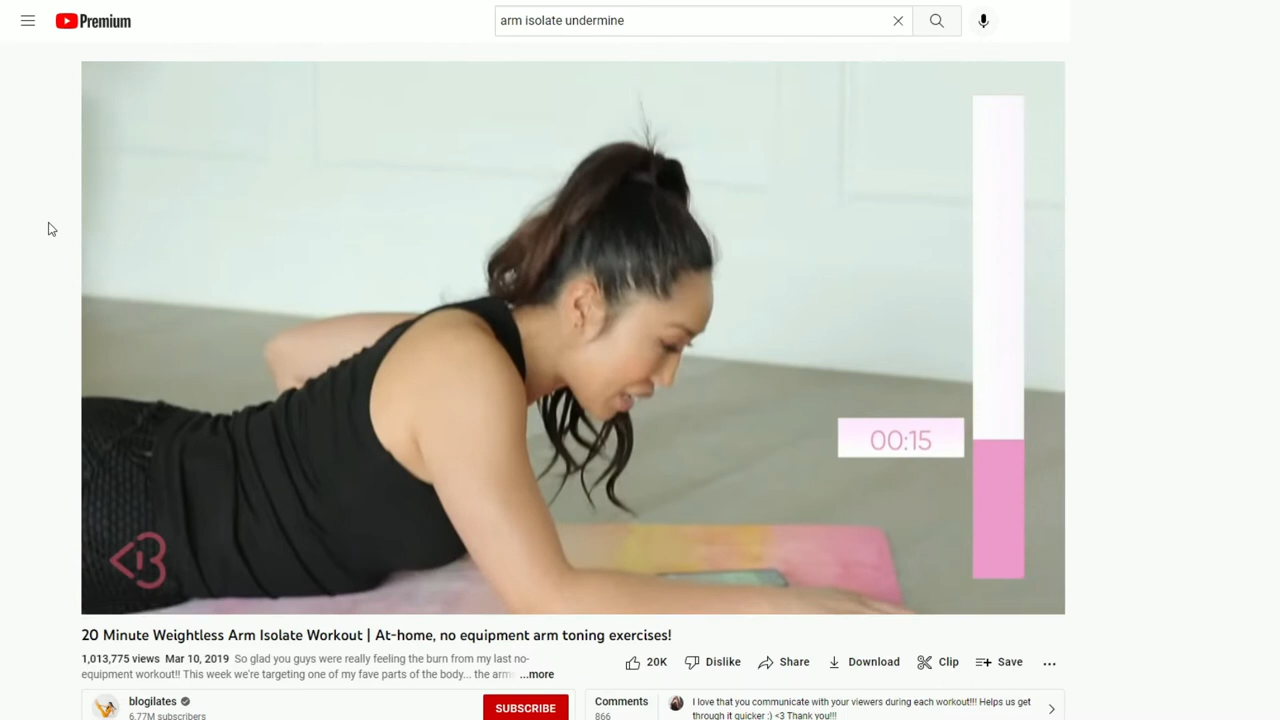 Premium
arm isolate undermine
00:15
20 Minute Weightless Arm Isolate Workout | At-home, no equipment arm toning exercises!
1,013,775 views Mar 10, 2019 So glad you guys were really feeling the burn from my last no-
equipment workout!! This week we're targeting one of my fave parts of the body... the arms ...more
20K
Dislike
Share
Download
Clip
Save
blogilates
6.77M subscribers
SUBSCRIBE
Comments
866
I love that you communicate with your viewers during each workout!!! Helps us get
through it quicker :) <3 Thank you!!!